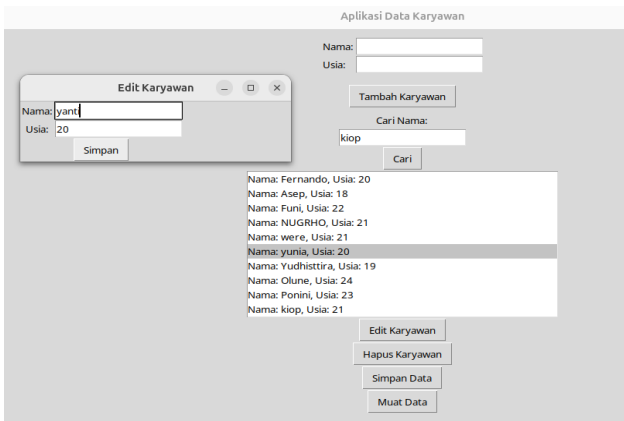 Aplikasi Data Karyawan
Nama:
Usia:
Tambah Karyawan
Cari Nama:
kiop
Cari
Edit Karyawan
Nama: yanti
Usia: 20
Simpan
Nama: Fernando, Usia: 20
Nama: Asep, Usia: 18
Nama: Funi, Usia: 22
Nama: NUGRHO, Usia: 21
Nama: were, Usia: 21
Nama: yunia, Usia: 20
Nama: Yudhisttira, Usia: 19
Nama: Olune, Usia: 24
Nama: Ponini, Usia: 23
Nama: kiop, Usia: 21
Edit Karyawan
Hapus Karyawan
Simpan Data
Muat Data